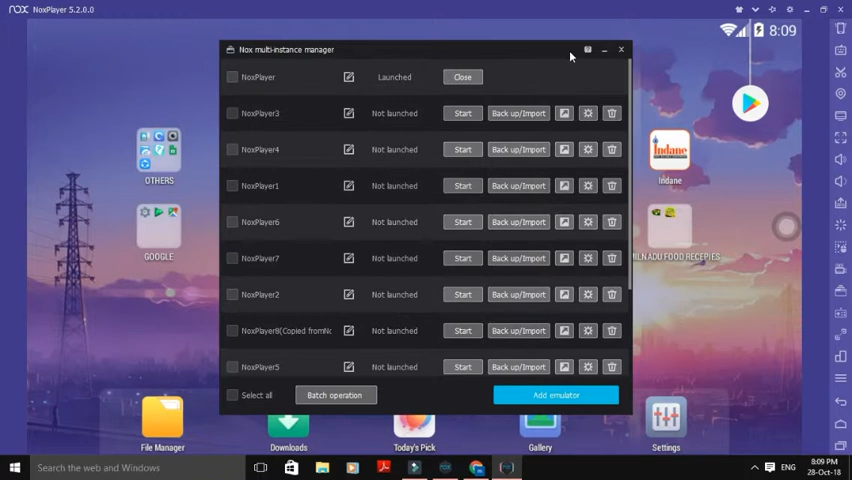 nox NoxPlayer 5.2.0.0
8:09
Nox multi-instance manager
NoxPlayer Launched Close
NoxPlayer3 Not launched Start Back up/Import
NoxPlayer4 Not launched Start Back up/Import
NoxPlayer1 Not launched Start Back up/Import
NoxPlayer6 Not launched Start Back up/Import
NoxPlayer7 Not launched Start Back up/Import
NoxPlayer2 Not launched Start Back up/Import
NoxPlayer8(Copied fromNo Not launched Start Back up/Import
NoxPlayer5 Not launched Start Back up/Import
Select all Batch operation Add emulator
OTHERS
Indane
Indane
GOOGLE
MILNADU FOOD RECEPIES
File Manager
Downloads
Today's Pick
Gallery
Settings
Search the web and Windows
ENG
8:09 PM
28-Oct-18